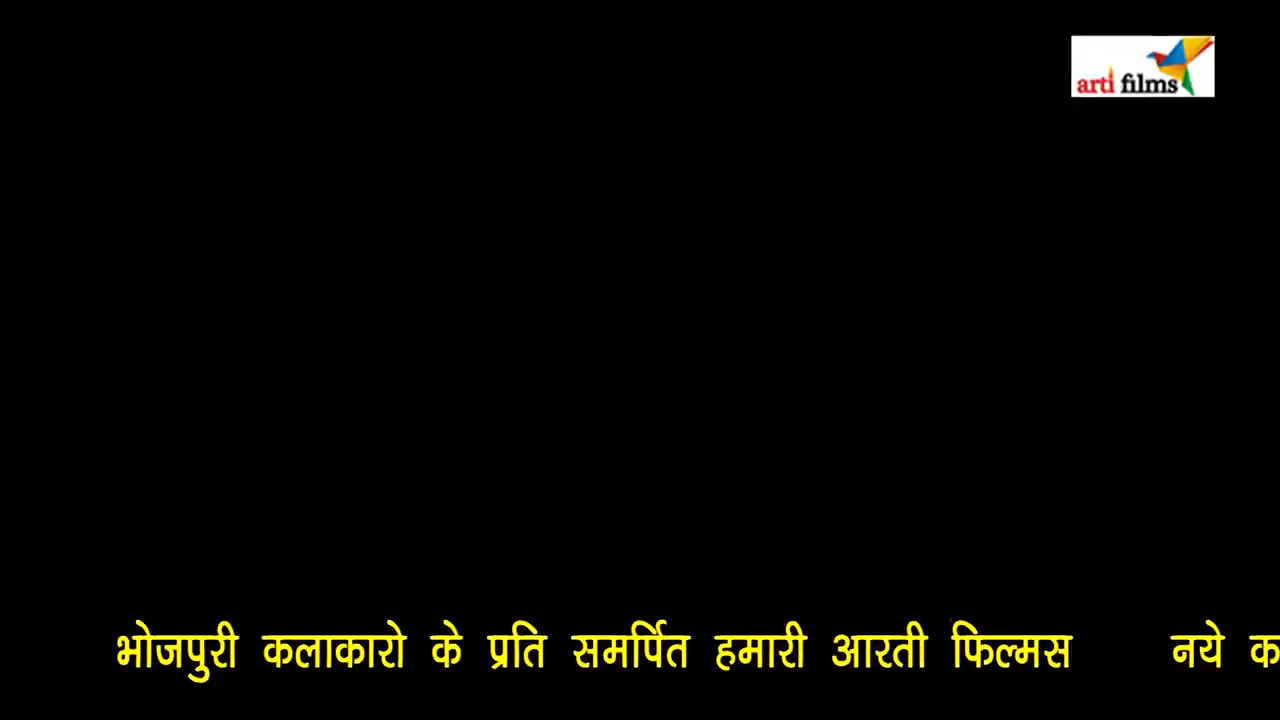 arti films
भोजपुरी कलाकारो के प्रति समर्पित हमारी आरती फिल्मस नये